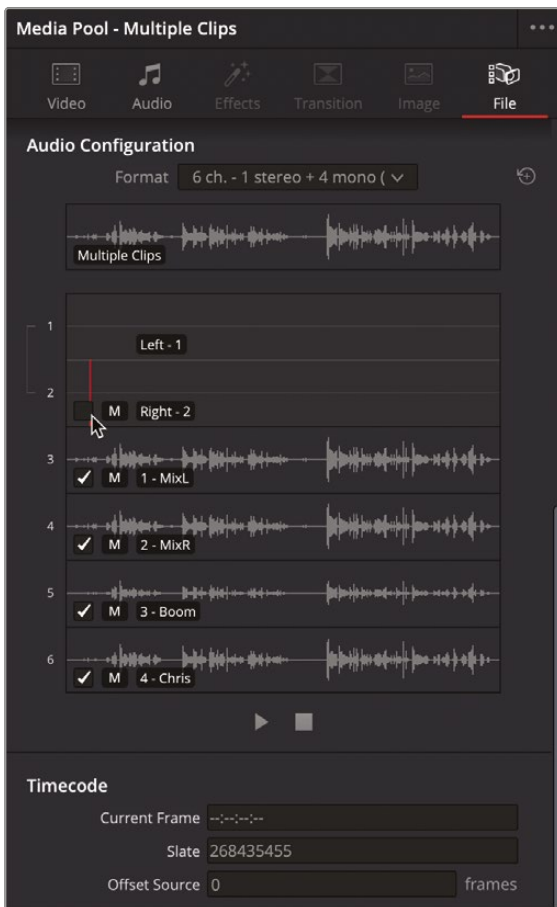 Media Pool - Multiple Clips
Video Audio Effects Transition Image File
Audio Configuration
Format 6 ch. - 1 stereo + 4 mono (
Multiple Clips
1
Left - 1
2
M Right - 2
3
M 1 - MixL
4
M 2 - MixR
5
M 3 - Boom
6
M 4 - Chris
Timecode
Current Frame --:--:--:--
Slate 268435455
Offset Source 0 frames